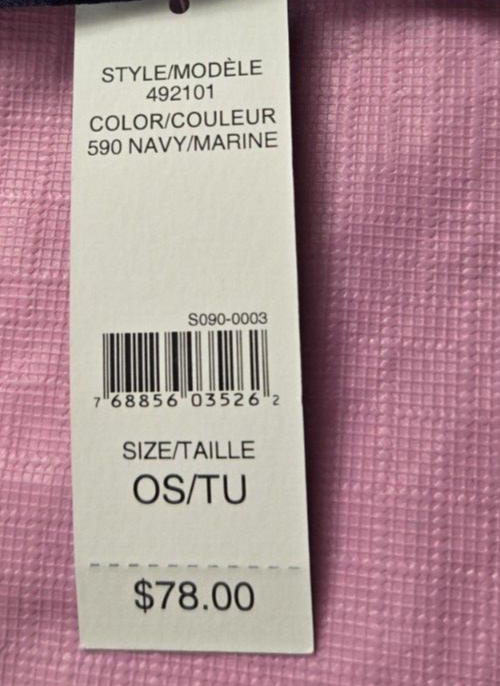 STYLE/MODÈLE
492101
COLOR/COULEUR
590 NAVY/MARINE
S090-0003
7 68856 03526 2
SIZE/TAILLE
OS/TU
$78.00